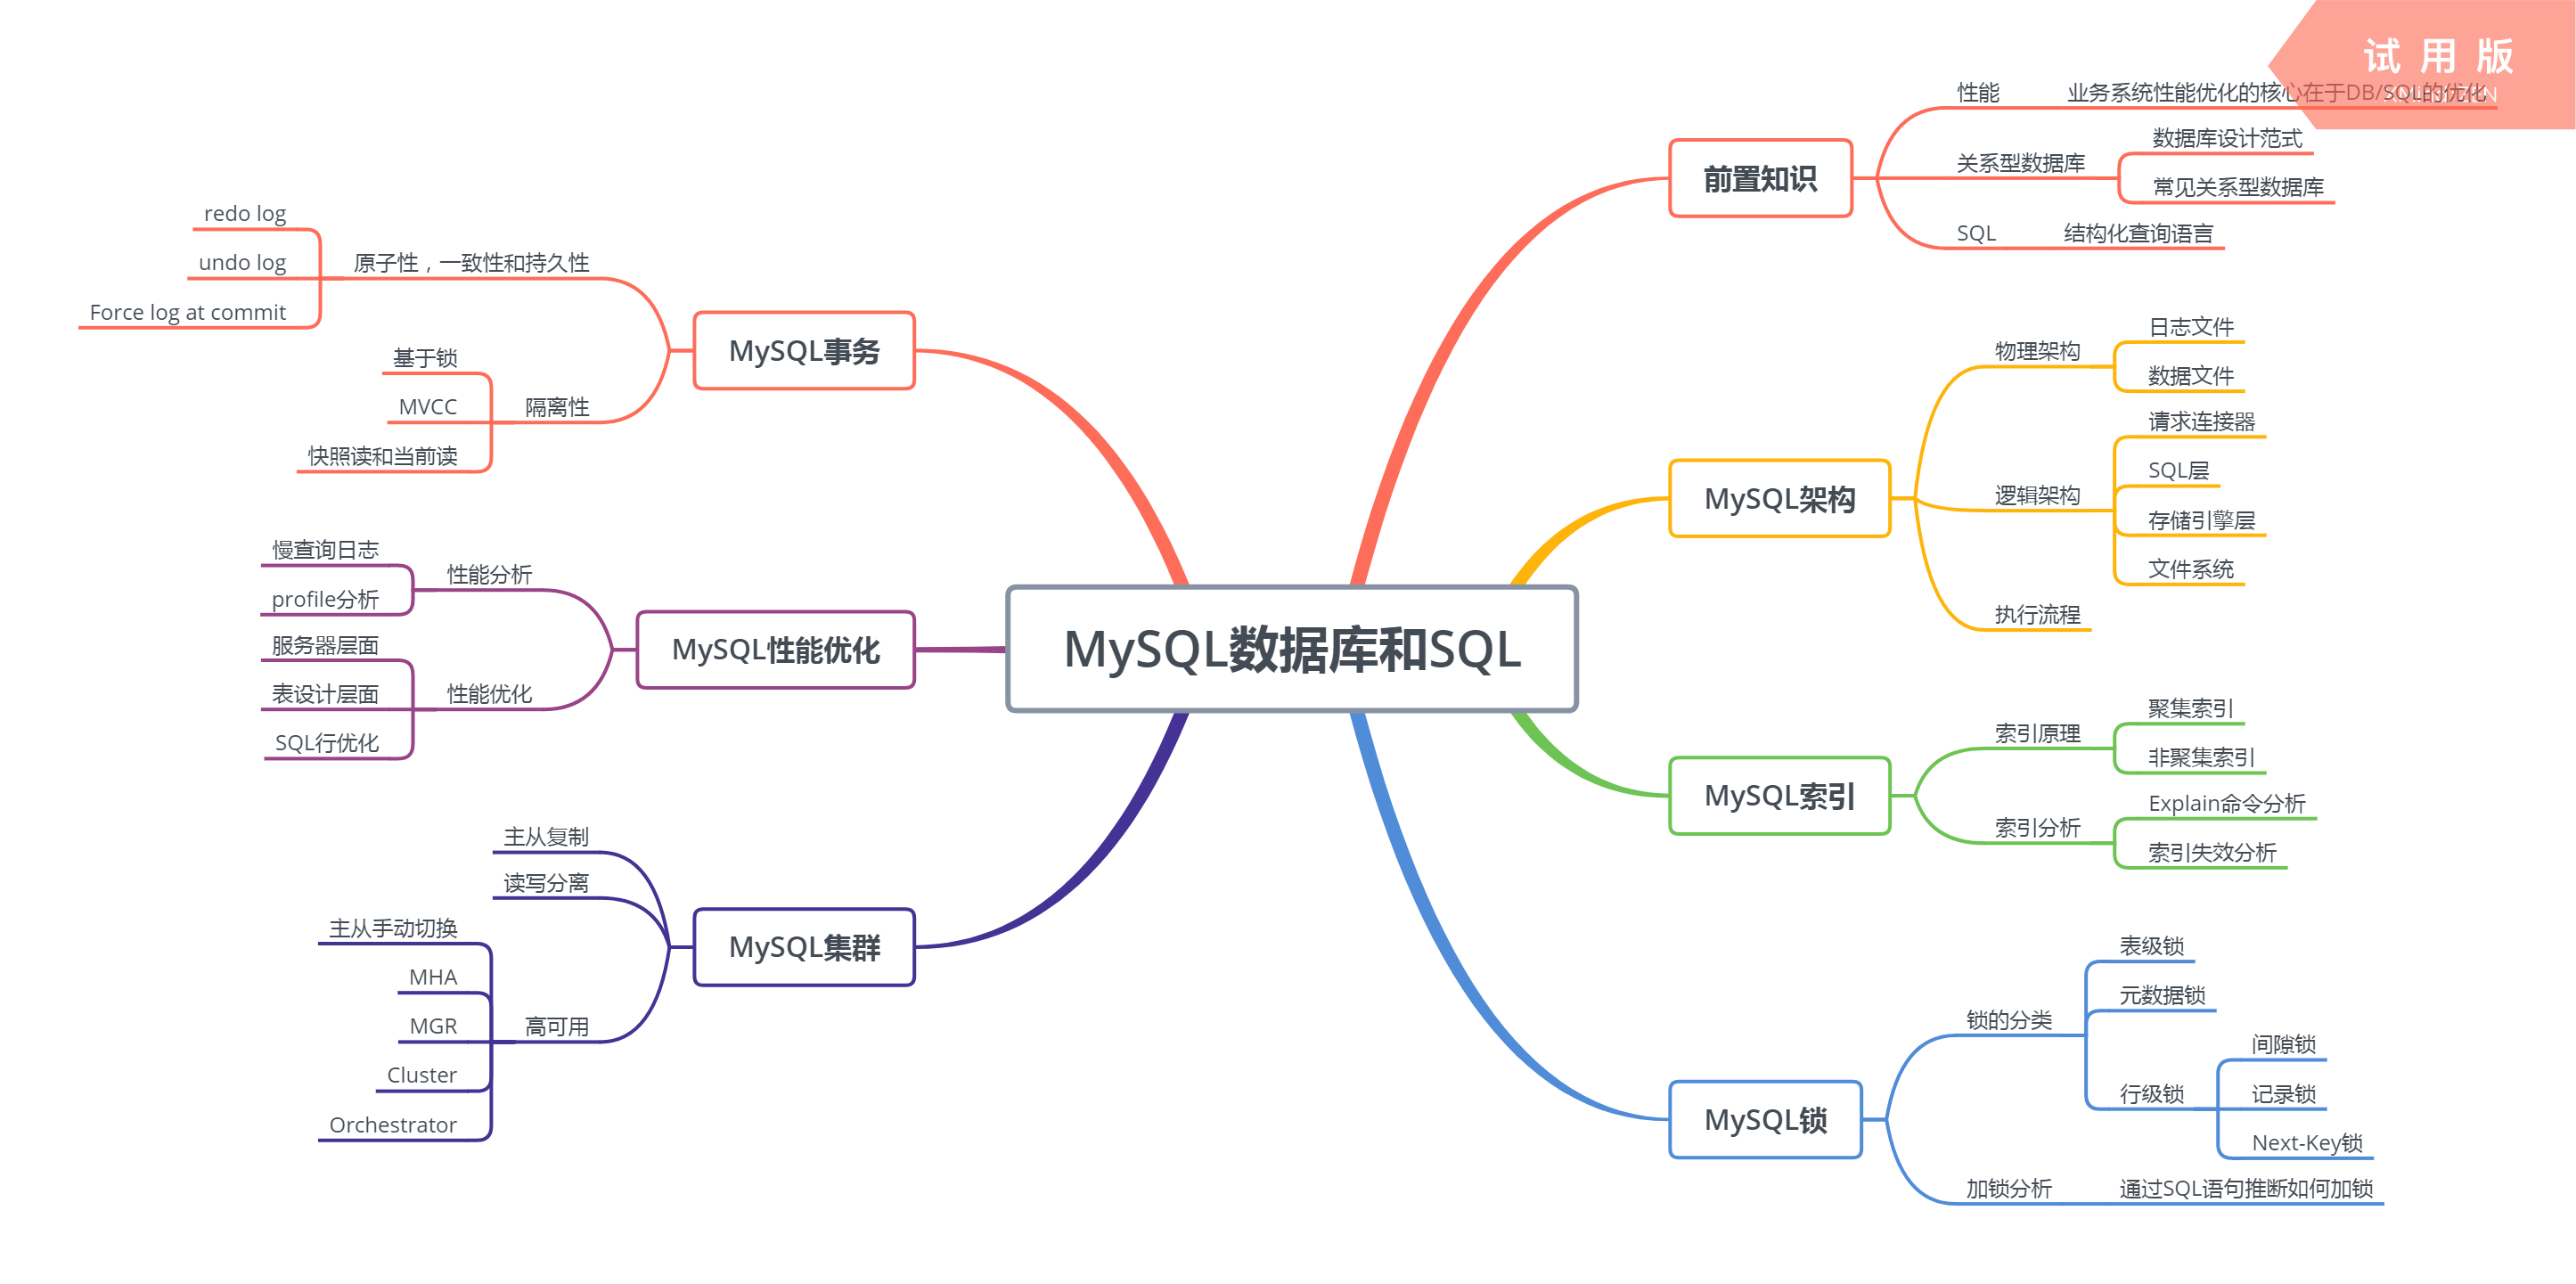 MySQL数据库和SQL
前置知识
性能
业务系统性能优化的核心在于DB/SQL的优化
关系型数据库
数据库设计范式
常见关系型数据库
SQL
结构化查询语言
MySQL架构
物理架构
日志文件
数据文件
逻辑架构
请求连接器
SQL层
存储引擎层
文件系统
执行流程
MySQL索引
索引原理
聚集索引
非聚集索引
索引分析
Explain命令分析
索引失效分析
MySQL锁
锁的分类
表级锁
元数据锁
行级锁
间隙锁
记录锁
Next-Key锁
加锁分析
通过SQL语句推断如何加锁
MySQL事务
原子性，一致性和持久性
redo log
undo log
Force log at commit
隔离性
基于锁
MVCC
快照读和当前读
MySQL性能优化
性能分析
慢查询日志
profile分析
性能优化
服务器层面
表设计层面
SQL行优化
MySQL集群
主从复制
读写分离
高可用
主从手动切换
MHA
MGR
Cluster
Orchestrator
试用版